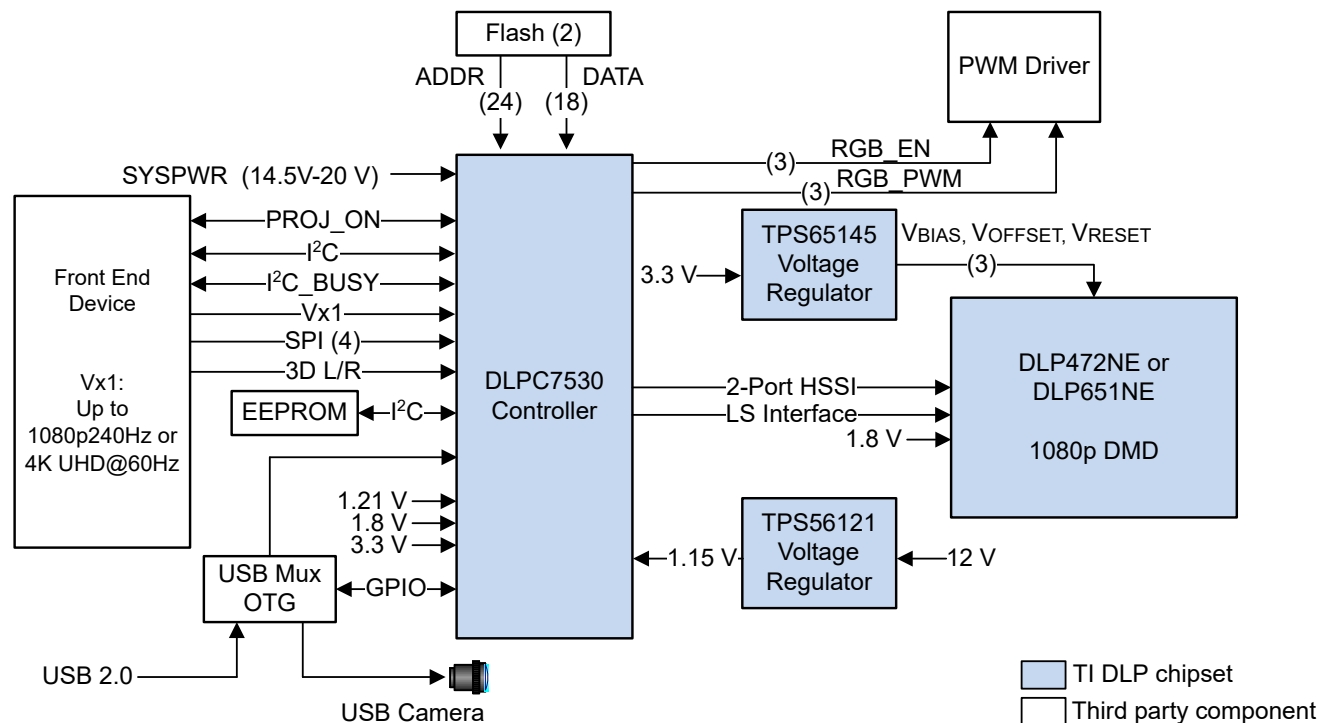 Flash (2)
ADDR
DATA
(24)
(18)
PWM Driver
SYSPWR (14.5V-20 V)
(3)
RGB_EN
(3)
RGB_PWM
PROJ_ON
I²C
I²C_BUSY
Vx1
SPI (4)
3D L/R
Front End
Device
Vx1:
Up to
1080p240Hz or
4K UHD@60Hz
EEPROM
I²C
1.21 V
1.8 V
3.3 V
USB Mux
OTG
GPIO
USB 2.0
USB Camera
DLPC7530
Controller
3.3 V
TPS65145
Voltage
Regulator
VBIAS, VOFFSET, VRESET
(3)
2-Port HSSI
LS Interface
1.8 V
DLP472NE or
DLP651NE
1080p DMD
1.15 V
TPS56121
Voltage
Regulator
12 V
TI DLP chipset
Third party component